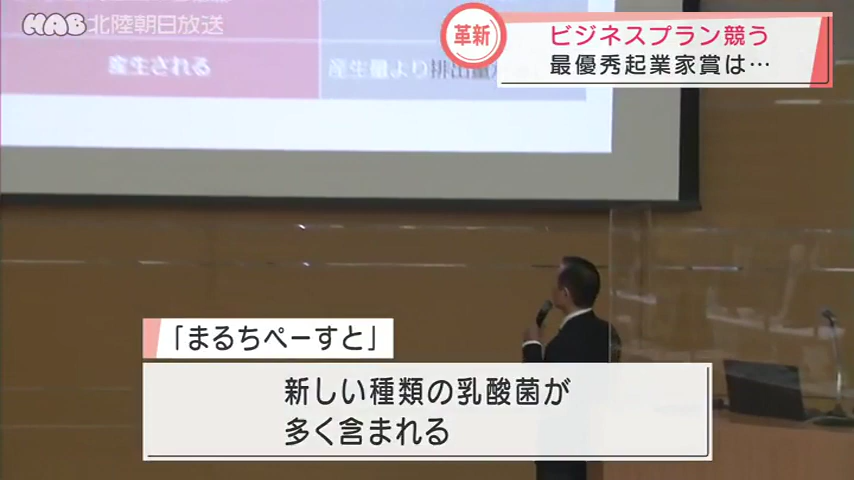 HAB北陸朝日放送
革新
ビジネスプラン競う
最優秀起業家賞は…
産生される
産生量より排出量
「まるちぺーすと」
新しい種類の乳酸菌が
多く含まれる